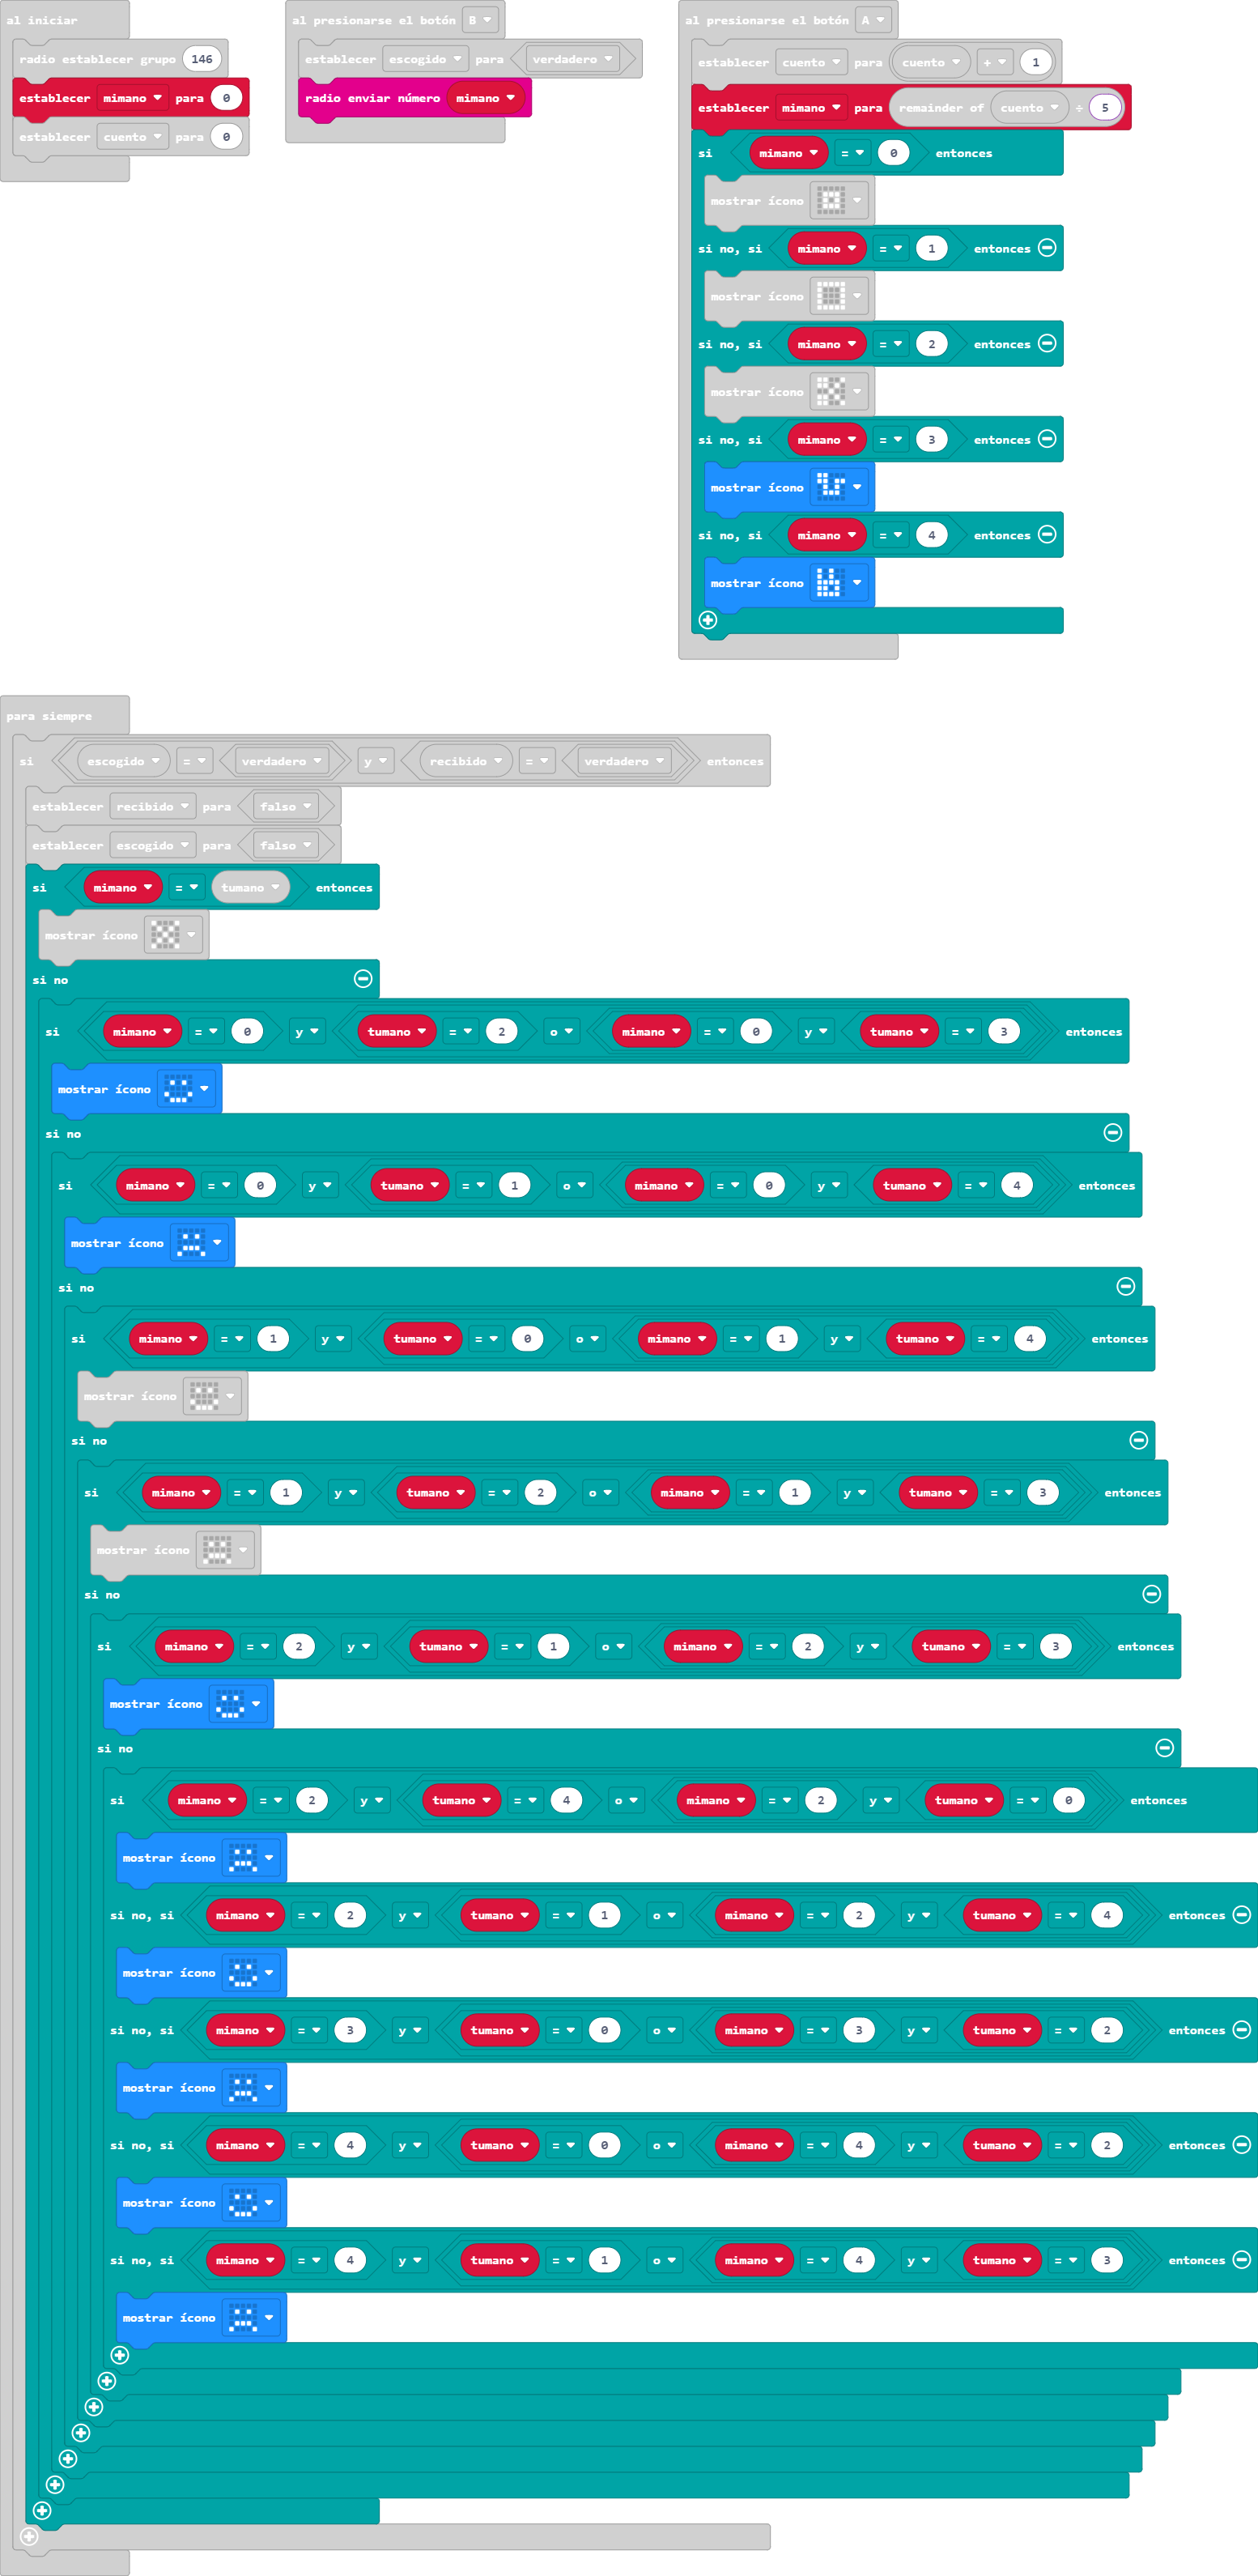 al iniciar
radio establecer grupo 146
establecer mimano para 0
establecer cuento para 0
al presionarse el botón B
establecer escogido para verdadero
radio enviar número mimano
al presionarse el botón A
establecer cuento para cuento + 1
establecer mimano para remainder of cuento ÷ 5
si mimano = 0 entonces
mostrar ícono
si no, si mimano = 1 entonces
mostrar ícono
si no, si mimano = 2 entonces
mostrar ícono
si no, si mimano = 3 entonces
mostrar ícono
si no, si mimano = 4 entonces
mostrar ícono
para siempre
si escogido = verdadero y recibido = verdadero entonces
establecer recibido para falso
establecer escogido para falso
si mimano = tumano entonces
mostrar ícono
si no
si mimano = 0 y tumano = 2 o mimano = 0 y tumano = 3 entonces
mostrar ícono
si no
si mimano = 0 y tumano = 1 o mimano = 0 y tumano = 4 entonces
mostrar ícono
si no
si mimano = 1 y tumano = 0 o mimano = 1 y tumano = 4 entonces
mostrar ícono
si no
si mimano = 1 y tumano = 2 o mimano = 1 y tumano = 3 entonces
mostrar ícono
si no
si mimano = 2 y tumano = 1 o mimano = 2 y tumano = 3 entonces
mostrar ícono
si no
si mimano = 2 y tumano = 4 o mimano = 2 y tumano = 0 entonces
mostrar ícono
si no, si mimano = 2 y tumano = 1 o mimano = 2 y tumano = 4 entonces
mostrar ícono
si no, si mimano = 3 y tumano = 0 o mimano = 3 y tumano = 2 entonces
mostrar ícono
si no, si mimano = 4 y tumano = 0 o mimano = 4 y tumano = 2 entonces
mostrar ícono
si no, si mimano = 4 y tumano = 1 o mimano = 4 y tumano = 3 entonces
mostrar ícono